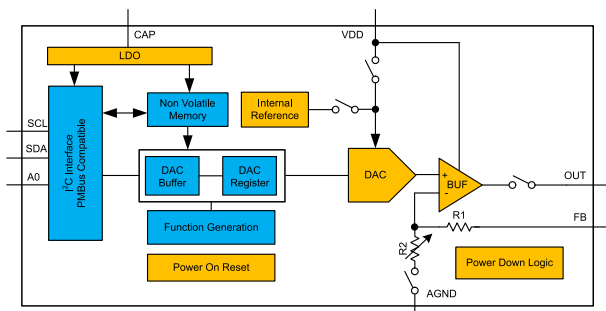 CAP
VDD
LDO
SCL
SDA
A0
I²C Interface
PMBus Compatible
Non Volatile
Memory
Internal
Reference
DAC
Buffer
DAC
Register
DAC
+
-
BUF
OUT
FB
R1
R2
Function Generation
Power On Reset
Power Down Logic
AGND